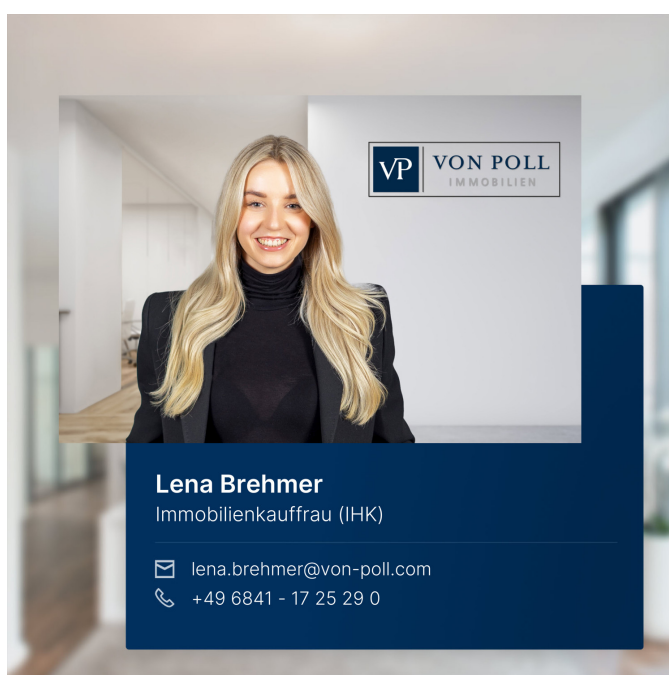 VP VON POLL
IMMOBILIEN
Lena Brehmer
Immobilienkauffrau (IHK)
lena.brehmer@von-poll.com
+49 6841 - 17 25 29 0